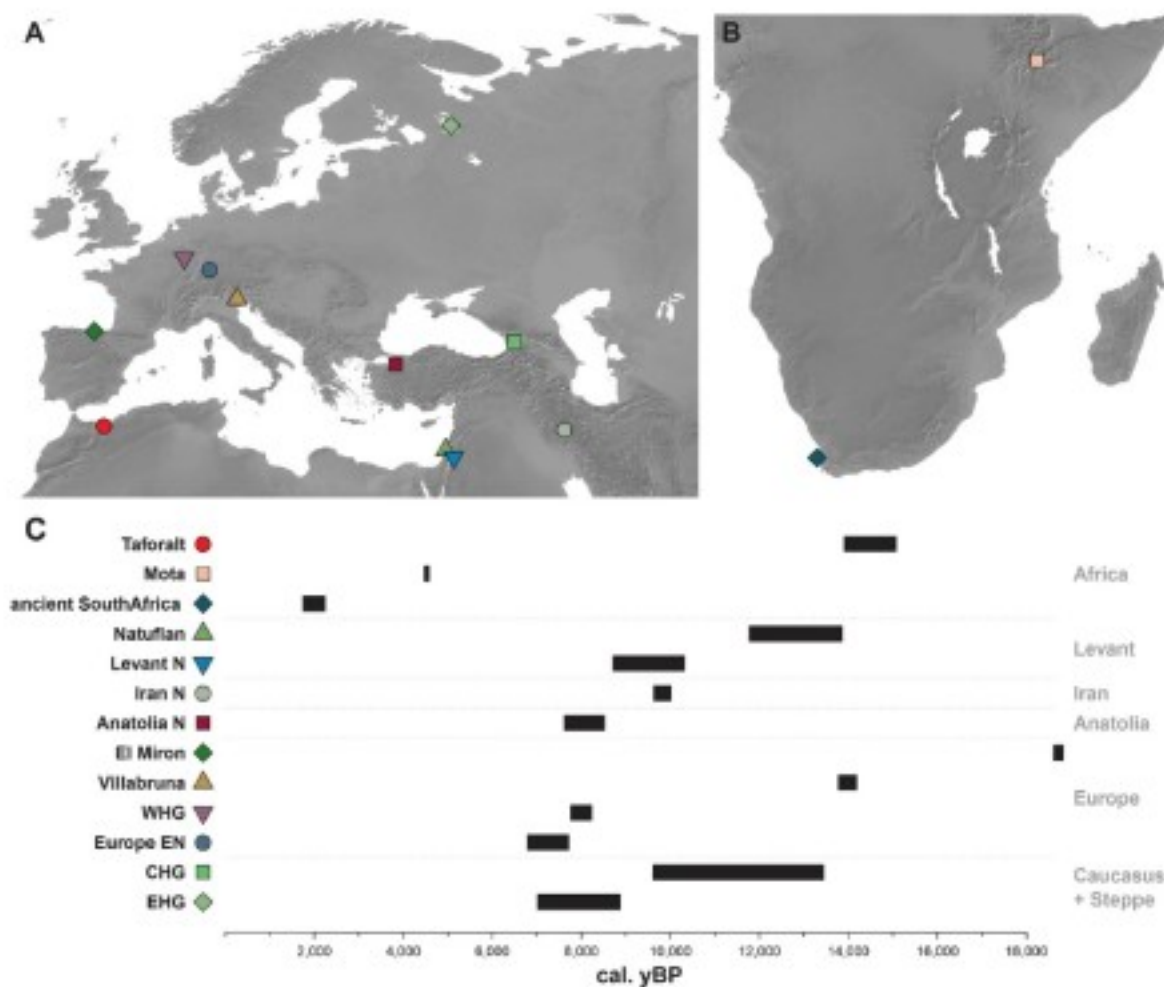 A
B
C
Taforalt
Mota
Africa
ancient SouthAfrica
Natufian
Levant
Levant N
Iran N
Iran
Anatolia N
Anatolia
El Miron
Villabruna
Europe
WHG
Europe EN
CHG
Caucasus
+ Steppe
EHG
2,000 4,000 6,000 8,000 10,000 12,000 14,000 16,000 18,000
cal. yBP